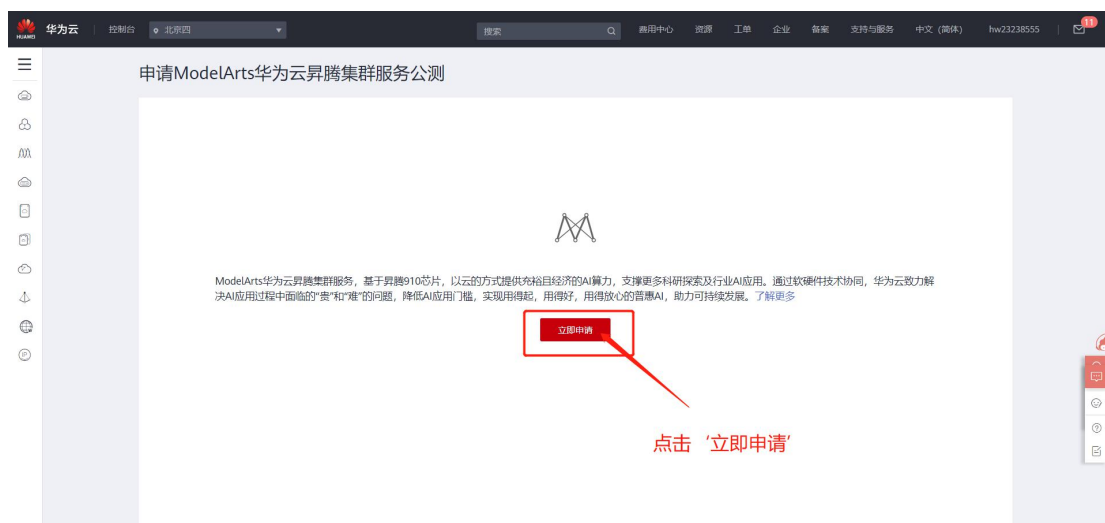 HUAWEI 华为云 控制台 北京四 搜索 费用中心 资源 工单 企业 备案 支持与服务 中文 (简体) hw23238555 11
申请ModelArts华为云昇腾集群服务公测
ModelArts华为云昇腾集群服务，基于昇腾910芯片，以云的方式提供充裕且经济的AI算力，支撑更多科研探索及行业AI应用。通过软硬件技术协同，华为云致力解
决AI应用过程中面临的“贵”和“难”的问题，降低AI应用门槛，实现用得起，用得好，用得放心的普惠AI，助力可持续发展。了解更多
立即申请
点击‘立即申请’